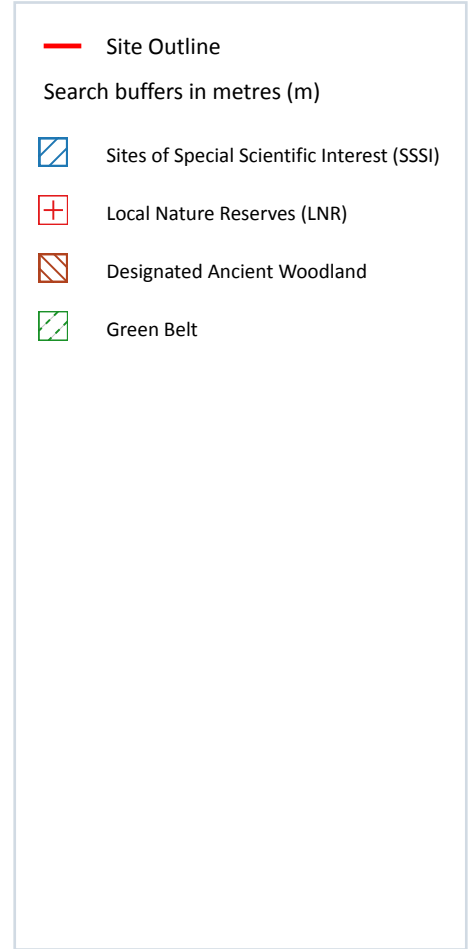 Site Outline
Search buffers in metres (m)
Sites of Special Scientific Interest (SSSI)
Local Nature Reserves (LNR)
Designated Ancient Woodland
Green Belt